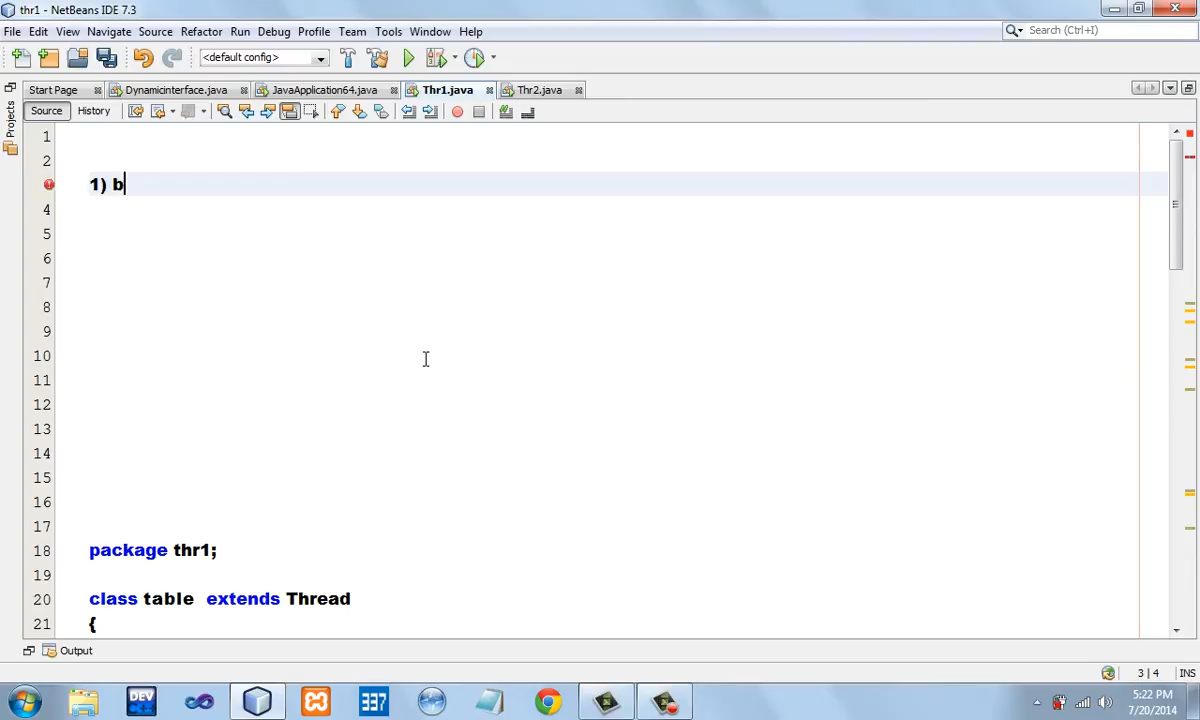 thr1 - NetBeans IDE 7.3
File Edit View Navigate Source Refactor Run Debug Profile Team Tools Window Help
Search (Ctrl+I)
<default config>
Start Page Dynamicinterface.java JavaApplication64.java Thr1.java Thr2.java
Source History
Projects
1
2
1) b
4
5
6
7
8
9
10
11
12
13
14
15
16
17
18 package thr1;
19
20 class table extends Thread
21 {
Output
3|4 INS
DEV
337
5:22 PM
7/20/2014